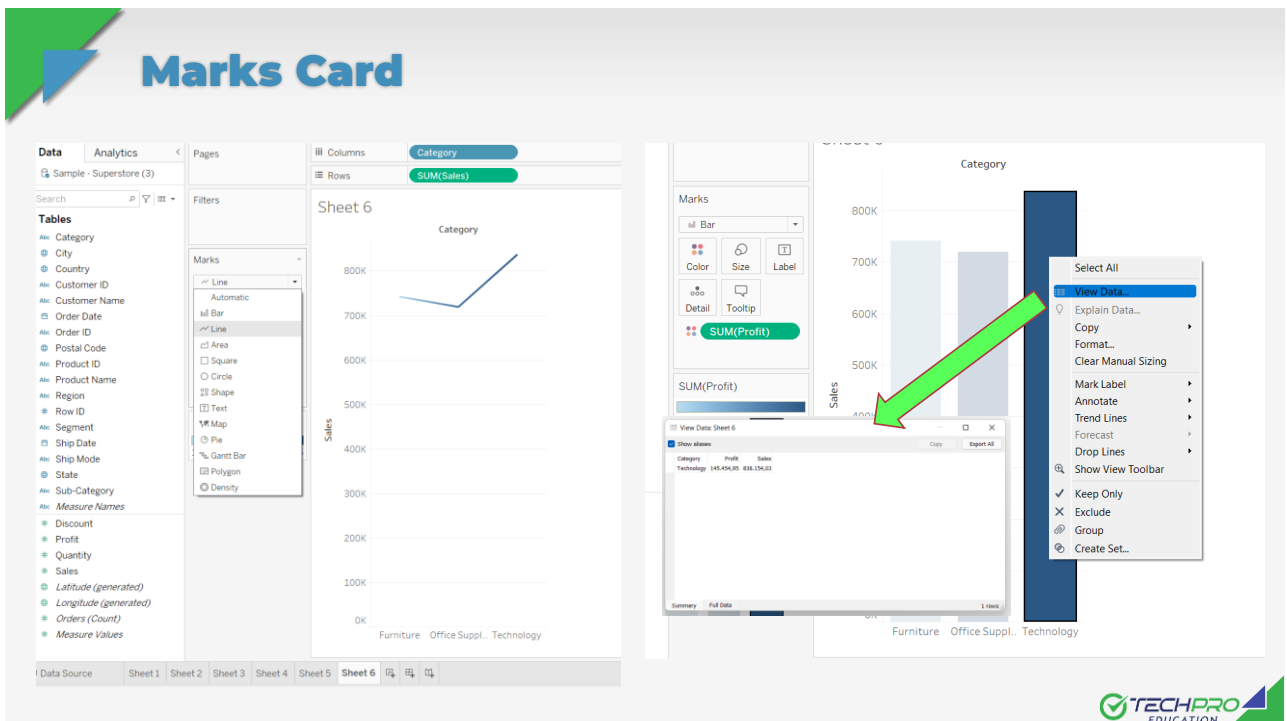 Marks Card
Data
Analytics
Sample - Superstore (3)
Search
Tables
Category
City
Country
Customer ID
Customer Name
Order Date
Order ID
Postal Code
Product ID
Product Name
Region
Row ID
Segment
Ship Date
Ship Mode
State
Sub-Category
Measure Names
Discount
Profit
Quantity
Sales
Latitude (generated)
Longitude (generated)
Orders (Count)
Measure Values
Pages
Filters
Marks
Line
Automatic
Bar
Line
Area
Square
Circle
Shape
Text
Map
Pie
Gantt Bar
Polygon
Density
Columns
Category
Rows
SUM(Sales)
Sheet 6
Category
Sales
800K
700K
600K
500K
400K
300K
200K
100K
0K
Furniture Office Suppl.. Technology
Data Source Sheet 1 Sheet 2 Sheet 3 Sheet 4 Sheet 5 Sheet 6
Marks
Bar
Color Size Label
Detail Tooltip
SUM(Profit)
SUM(Profit)
Category
Sales
800K
700K
600K
500K
Furniture Office Suppl.. Technology
Select All
View Data...
Explain Data...
Copy
Format...
Clear Manual Sizing
Mark Label
Annotate
Trend Lines
Forecast
Drop Lines
Show View Toolbar
Keep Only
Exclude
Group
Create Set...
View Data: Sheet 6
Show aliases
Copy Export All
Category Profit Sales
Technology 145.454,95 836.154,03
Summary Full Data
1 rows
TECHPRO
EDUCATION